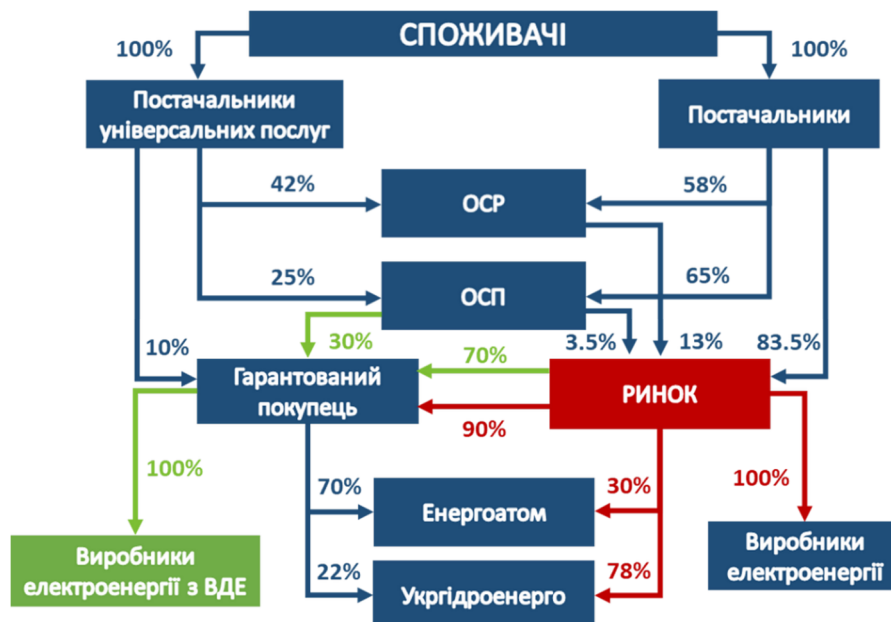 СПОЖИВАЧІ
100%
100%
Постачальники
універсальних послуг
Постачальники
42%
ОСР
58%
25%
ОСП
65%
10%
30%
70%
3.5%
13%
83.5%
Гарантований
покупець
РИНОК
90%
100%
70%
Енергоатом
30%
100%
Виробники
електроенергії з ВДЕ
22%
Укргідроенерго
78%
Виробники
електроенергії